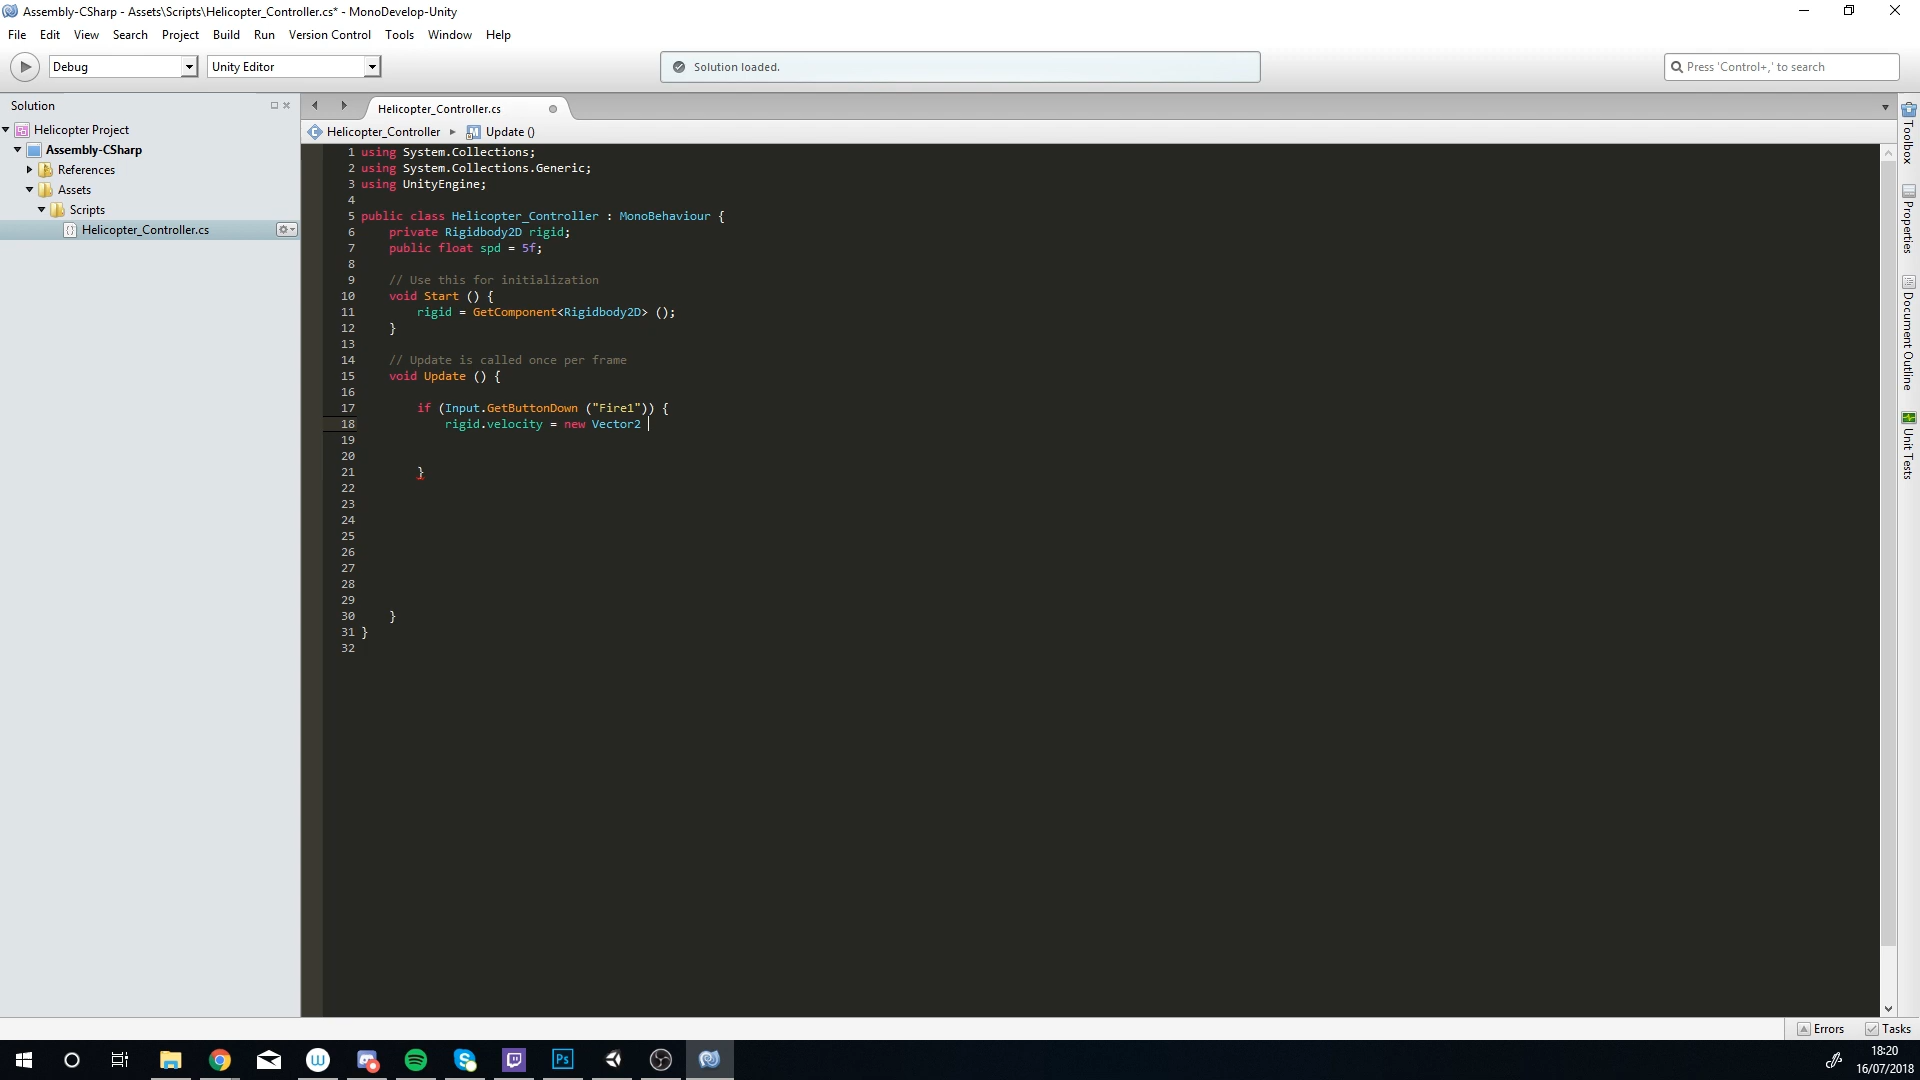 Assembly-CSharp - Assets\Scripts\Helicopter_Controller.cs* - MonoDevelop-Unity
File Edit View Search Project Build Run Version Control Tools Window Help
Debug Unity Editor Solution loaded. Press 'Control+,' to search
Solution
Helicopter Project
Assembly-CSharp
References
Assets
Scripts
Helicopter_Controller.cs
Helicopter_Controller.cs
Helicopter_Controller Update ()
1 using System.Collections;
2 using System.Collections.Generic;
3 using UnityEngine;
4
5 public class Helicopter_Controller : MonoBehaviour {
6 private Rigidbody2D rigid;
7 public float spd = 5f;
8
9 // Use this for initialization
10 void Start () {
11 rigid = GetComponent<Rigidbody2D> ();
12 }
13
14 // Update is called once per frame
15 void Update () {
16
17 if (Input.GetButtonDown ("Fire1")) {
18 rigid.velocity = new Vector2
19
20
21 }
22
23
24
25
26
27
28
29
30 }
31 }
32
Toolbox
Properties
Document Outline
Unit Tests
Errors Tasks
Ps
18:20
16/07/2018